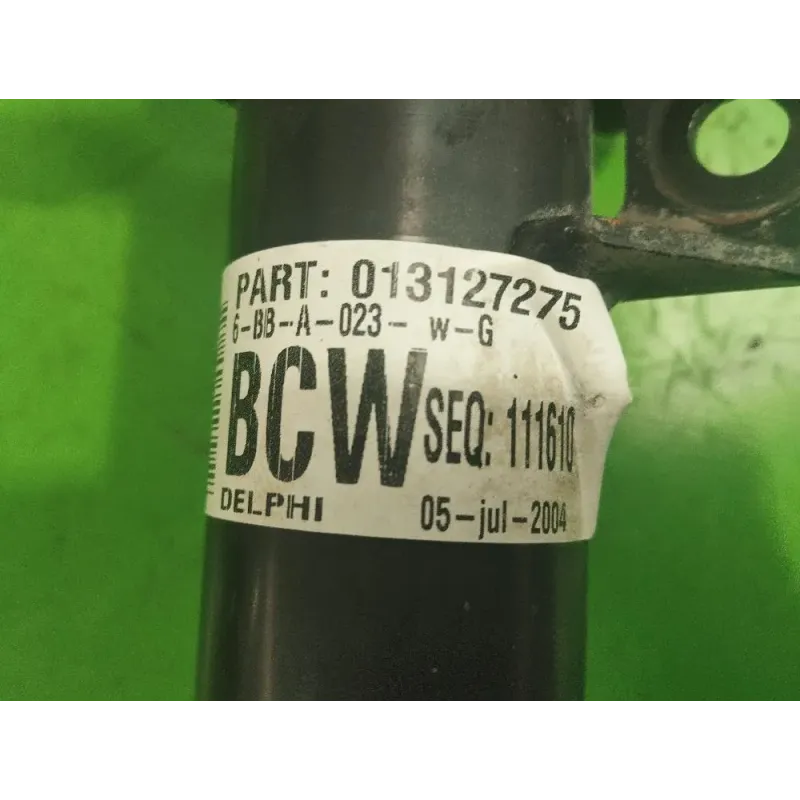 PART: 013127275
6-BB-A-023- W-G
BCW SEQ: 111610
DELPHI 05-jul-2004